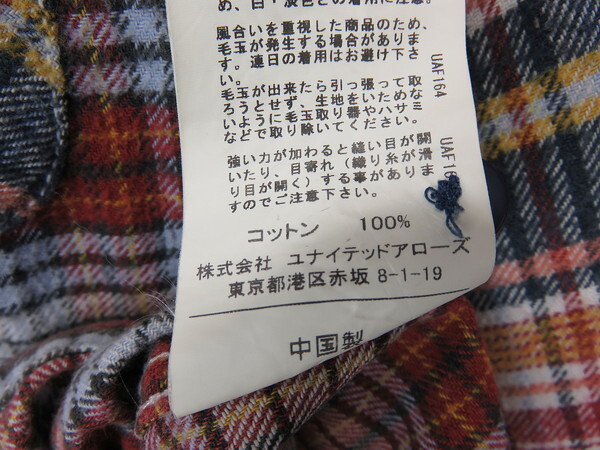 め、白・淡色との着用に注意。
風合いを重視した商品のため、
毛玉が発生する場合がありま
す。連日の着用はお避け下さ
い。
毛玉が出来たら引っ張って取
ろうとせず、生地をいためな
いように毛玉取り器やハサミ
などで取り除いてください。
強い力が加わると縫い目が開
いたり、目寄れ（織り糸が滑
り目が開く）する事がありま
すのでご注意下さい。
コットン 100%
株式会社 ユナイテッドアローズ
東京都港区赤坂 8-1-19
中国製
UAF164